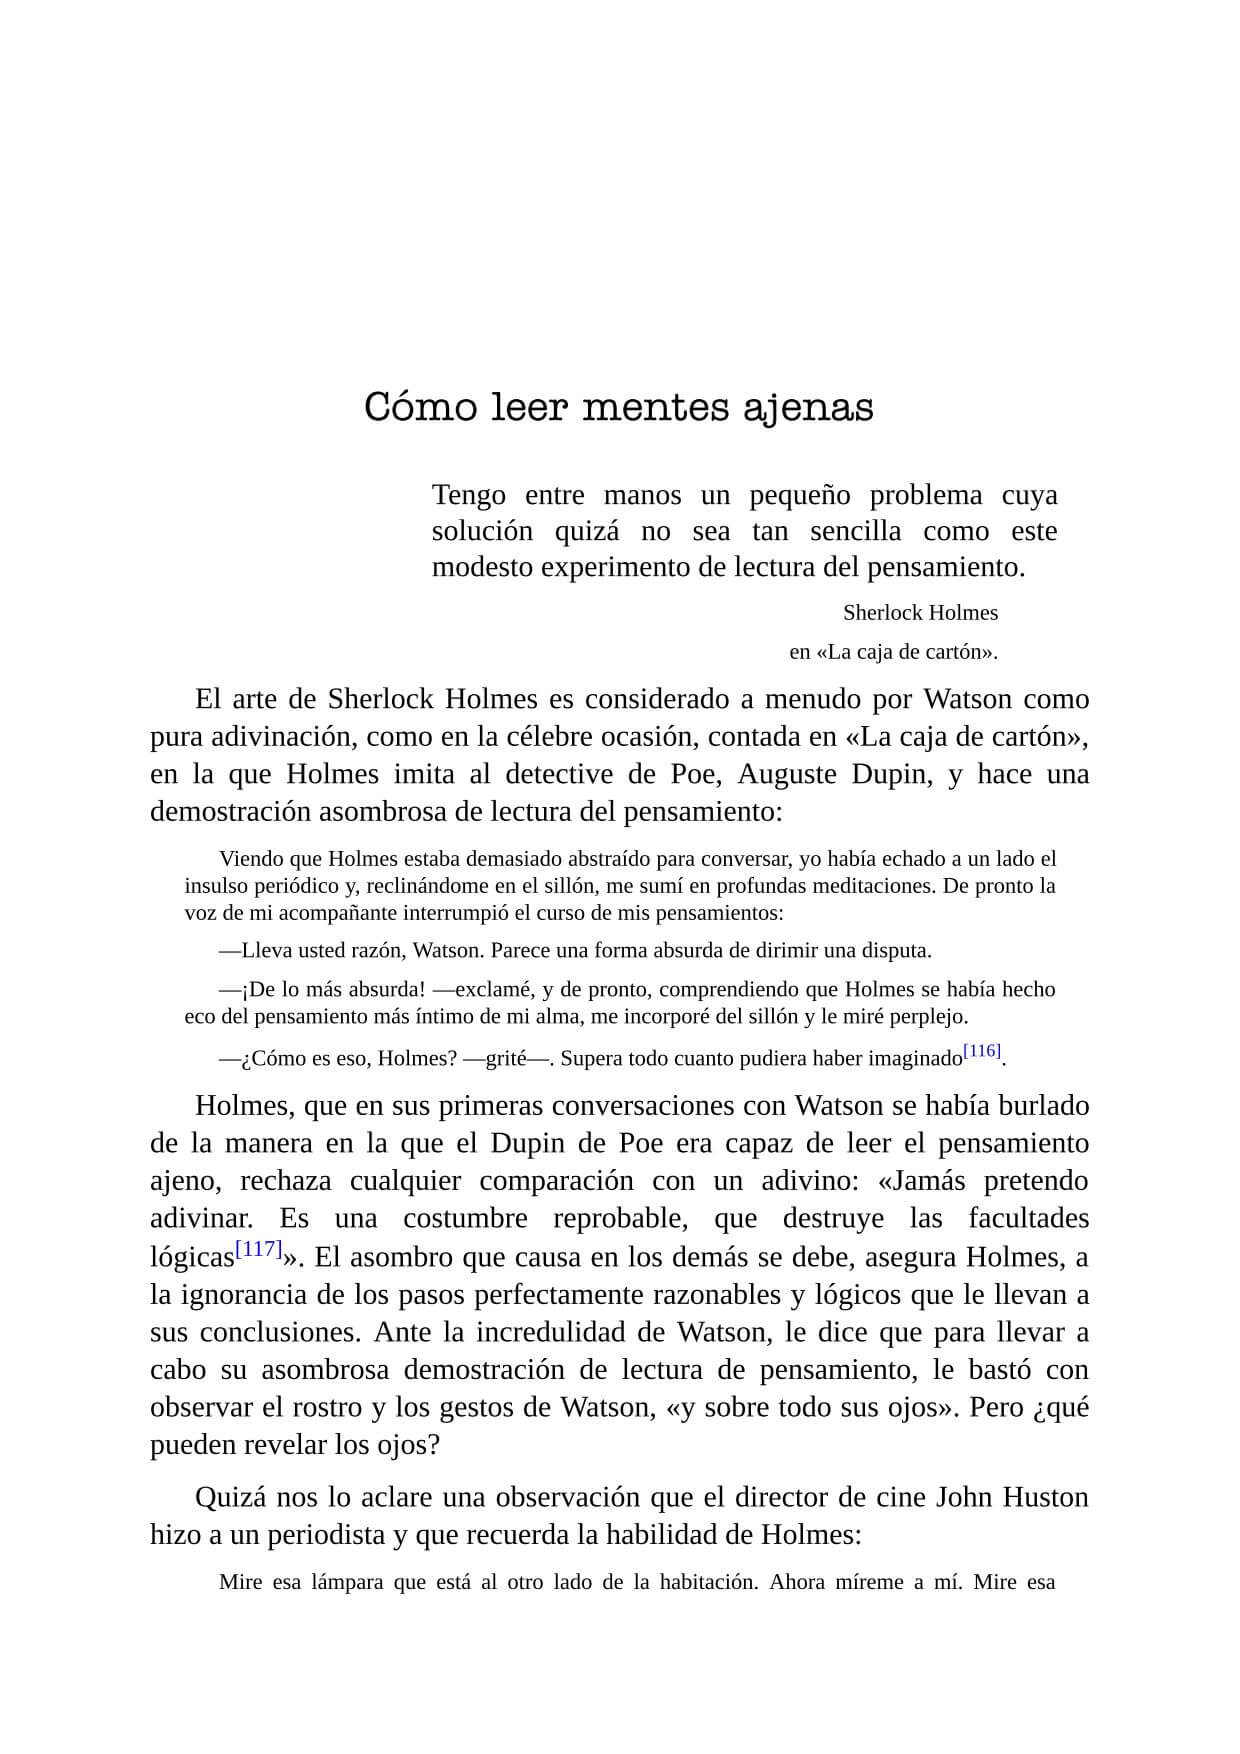 Cómo leer mentes ajenas
Tengo entre manos un pequeño problema cuya
solución quizá no sea tan sencilla como este
modesto experimento de lectura del pensamiento.
Sherlock Holmes
en «La caja de cartón».
El arte de Sherlock Holmes es considerado a menudo por Watson como
pura adivinación, como en la célebre ocasión, contada en «La caja de cartón»,
en la que Holmes imita al detective de Poe, Auguste Dupin, y hace una
demostración asombrosa de lectura del pensamiento:
Viendo que Holmes estaba demasiado abstraído para conversar, yo había echado a un lado el
insulso periódico y, reclinándome en el sillón, me sumí en profundas meditaciones. De pronto la
voz de mi acompañante interrumpió el curso de mis pensamientos:
—Lleva usted razón, Watson. Parece una forma absurda de dirimir una disputa.
—¡De lo más absurda! —exclamé, y de pronto, comprendiendo que Holmes se había hecho
eco del pensamiento más íntimo de mi alma, me incorporé del sillón y le miré perplejo.
—¿Cómo es eso, Holmes? —grité—. Supera todo cuanto pudiera haber imaginado[116].
Holmes, que en sus primeras conversaciones con Watson se había burlado
de la manera en la que el Dupin de Poe era capaz de leer el pensamiento
ajeno, rechaza cualquier comparación con un adivino: «Jamás pretendo
adivinar. Es una costumbre reprobable, que destruye las facultades
lógicas[117]». El asombro que causa en los demás se debe, asegura Holmes, a
la ignorancia de los pasos perfectamente razonables y lógicos que le llevan a
sus conclusiones. Ante la incredulidad de Watson, le dice que para llevar a
cabo su asombrosa demostración de lectura de pensamiento, le bastó con
observar el rostro y los gestos de Watson, «y sobre todo sus ojos». Pero ¿qué
pueden revelar los ojos?
Quizá nos lo aclare una observación que el director de cine John Huston
hizo a un periodista y que recuerda la habilidad de Holmes:
Mire esa lámpara que está al otro lado de la habitación. Ahora míreme a mí. Mire esa